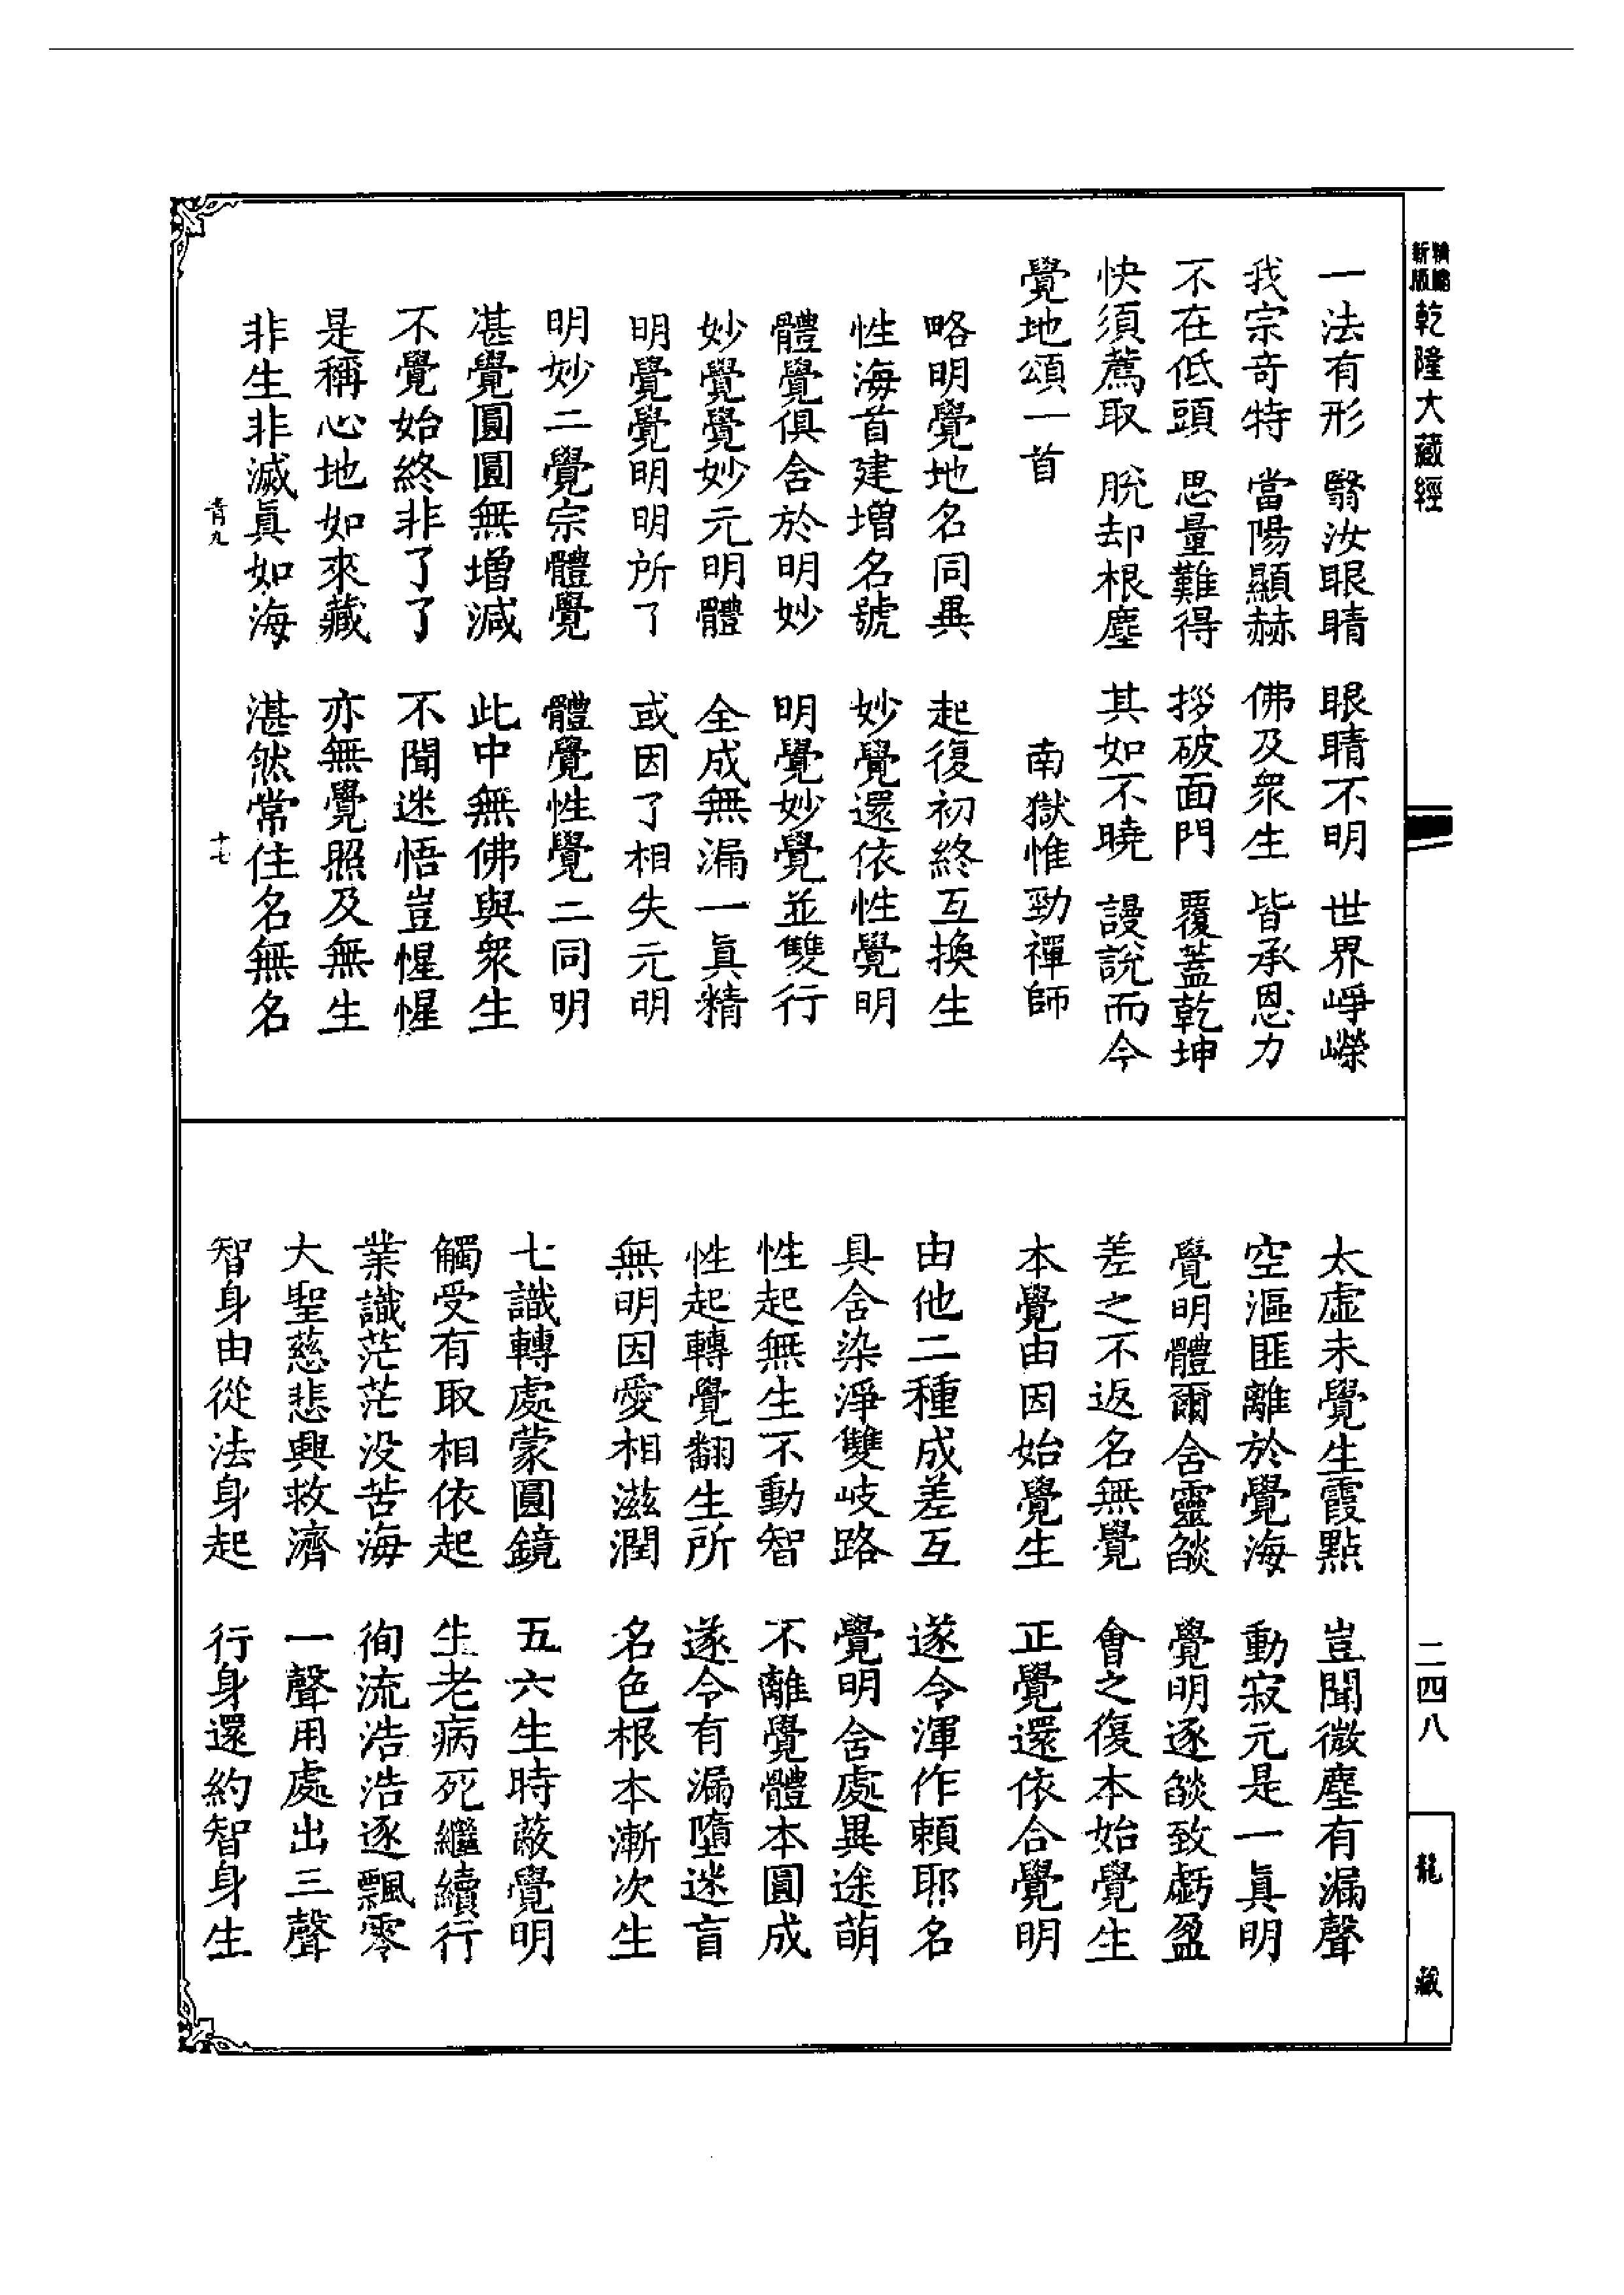 精編新版
乾隆大藏經
一法有形　翳汝眼睛　眼睛不明　世界崢嶸
我宗奇特　當陽顯赫　佛及衆生　皆承恩力
不在低頭　思量難得　拶破面門　覆蓋乾坤
快須薦取　脫却根塵　其如不曉　謾說而今
覺地頌一首　南獄惟勁禪師
略明覺地名同異　起復初終互換生
性海首建增名號　妙覺還依性覺明
體覺俱含於明妙　明覺妙覺並雙行
妙覺覺妙元明體　全成無漏一眞精
明覺覺明明所了　或因了相失元明
明妙二覺宗體覺　體覺性覺二同明
湛覺圓圓無增減　此中無佛與衆生
不覺始終非了了　不聞迷悟豈惺惺
是稱心地如來藏　亦無覺照及無生
非生非滅眞如海　湛然常住名無名
青九　十七
太虛未覺生霞點　豈聞微塵有漏聲
空漚匪離於覺海　動寂元是一眞明
覺明體爾含靈燄　覺明逐燄致虧盈
差之不返名無覺　會之復本始覺生
本覺由因始覺生　正覺還依合覺明
由他二種成差互　遂令渾作賴耶名
具含染淨雙岐路　覺明含處異途萌
性起無生不動智　不離覺體本圓成
性起轉覺翻生所　遂令有漏墮迷盲
無明因愛相滋潤　名色根本漸次生
七識轉處蒙圓鏡　五六生時蔽覺明
觸受有取相依起　生老病死繼續行
業識茫茫没苦海　徇流浩浩逐飄零
大聖慈悲興救濟　一聲用處出三聲
智身由從法身起　行身還約智身生
二四八
龍藏